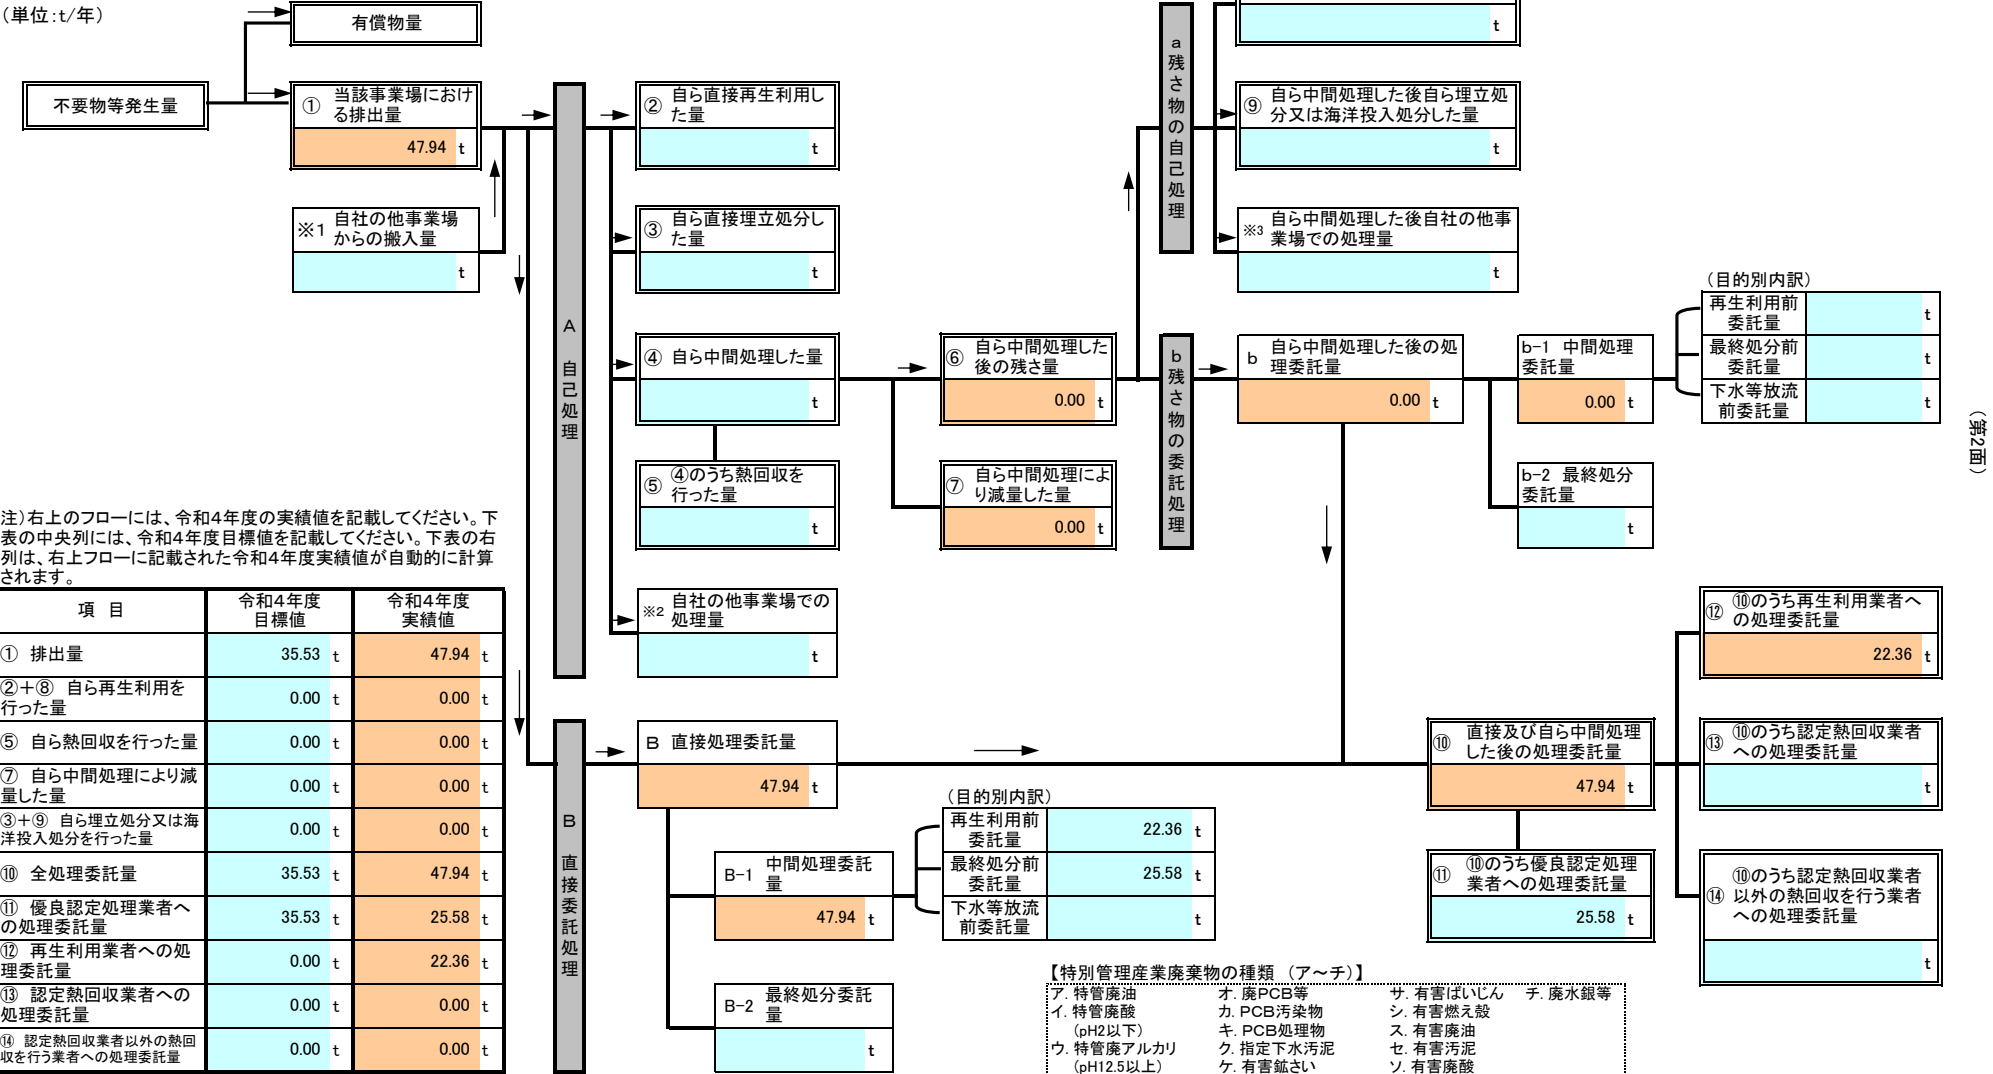 （単位：t/年）
有償物量
不要物等発生量
① 当該事業場におけ
る排出量
47.94 t
※1 自社の他事業場
からの搬入量
t
A 自己処理
② 自ら直接再生利用し
た量
t
③ 自ら直接埋立処分し
た量
t
④ 自ら中間処理した量
t
⑤ ④のうち熱回収を
行った量
t
※2 自社の他事業場での
処理量
t
⑥ 自ら中間処理した
後の残さ量
0.00 t
⑦ 自ら中間処理によ
り減量した量
0.00 t
a残さ物の自己処理
t
⑨ 自ら中間処理した後自ら埋立処
分又は海洋投入処分した量
t
※3 自ら中間処理した後自社の他事
業場での処理量
t
b残さ物の委託処理
b 自ら中間処理した後の処
理委託量
0.00 t
b-1 中間処理
委託量
0.00 t
b-2 最終処分
委託量
t
（目的別内訳）
再生利用前
委託量
t
最終処分前
委託量
t
下水等放流
前委託量
t
（第2面）
注）右上のフローには、令和4年度の実績値を記載してください。下
表の中央列には、令和4年度目標値を記載してください。下表の右
列は、右上フローに記載された令和4年度実績値が自動的に計算
されます。
項 目 令和4年度
目標値 令和4年度
実績値
① 排出量 35.53 t 47.94 t
②＋⑧ 自ら再生利用を
行った量 0.00 t 0.00 t
⑤ 自ら熱回収を行った量 0.00 t 0.00 t
⑦ 自ら中間処理により減
量した量 0.00 t 0.00 t
③＋⑨ 自ら埋立処分又は海
洋投入処分を行った量 0.00 t 0.00 t
⑩ 全処理委託量 35.53 t 47.94 t
⑪ 優良認定処理業者へ
の処理委託量 35.53 t 25.58 t
⑫ 再生利用業者への処
理委託量 0.00 t 22.36 t
⑬ 認定熱回収業者への
処理委託量 0.00 t 0.00 t
⑭ 認定熱回収業者以外の熱回
収を行う業者への処理委託量 0.00 t 0.00 t
B 直接委託処理
B 直接処理委託量
47.94 t
B-1 中間処理委託
量
47.94 t
B-2 最終処分委託
量
t
（目的別内訳）
再生利用前
委託量
22.36 t
最終処分前
委託量
25.58 t
下水等放流
前委託量
t
⑩ 直接及び自ら中間処理
した後の処理委託量
47.94 t
⑪ ⑩のうち優良認定処理
業者への処理委託量
25.58 t
⑫ ⑩のうち再生利用業者へ
の処理委託量
22.36 t
⑬ ⑩のうち認定熱回収業者
への処理委託量
t
⑭ ⑩のうち認定熱回収業者
以外の熱回収を行う業者
への処理委託量
t
【特別管理産業廃棄物の種類 （ア～チ）】
ア. 特管廃油 オ. 廃PCB等 サ. 有害ばいじん チ. 廃水銀等
イ. 特管廃酸 カ. PCB汚染物 シ. 有害燃え殻
（pH2以下） キ. PCB処理物 ス. 有害廃油
ウ. 特管廃アルカリ ク. 指定下水汚泥 セ. 有害汚泥
（pH12.5以上） ケ. 有害鉱さい ソ. 有害廃酸